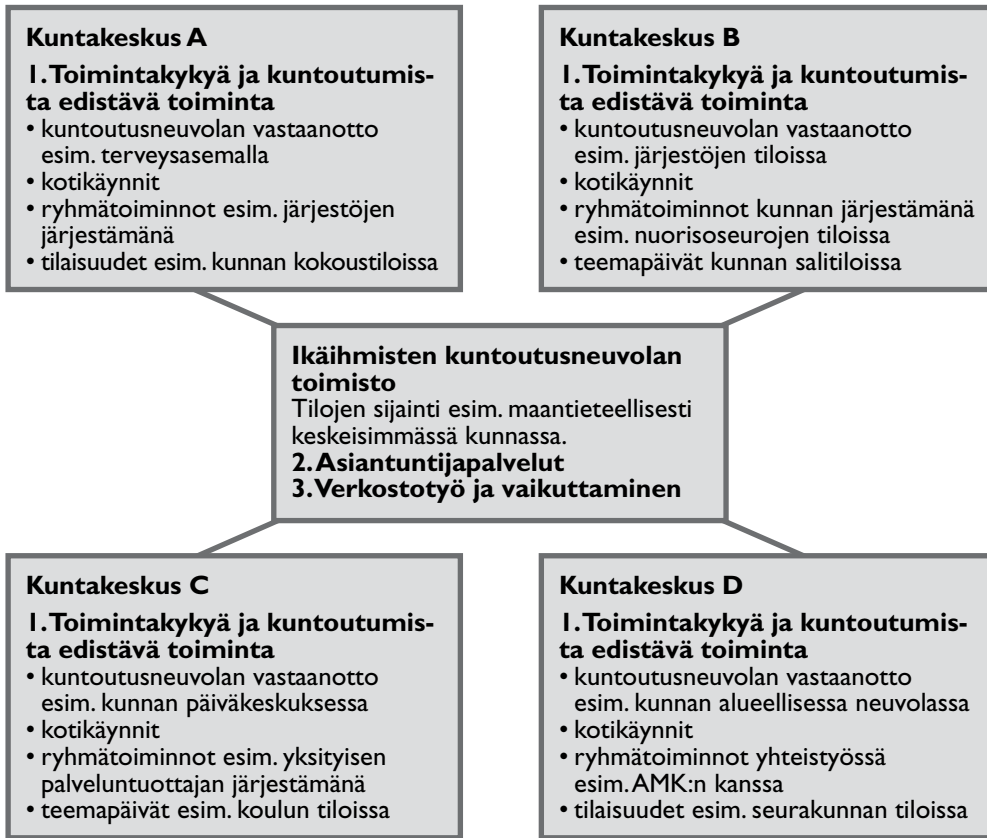 Kuntakeskus A
1. Toimintakykyä ja kuntoutumis-
ta edistävä toiminta
• kuntoutusneuvolan vastaanotto
esim. terveysasemalla
• kotikäynnit
• ryhmätoiminnot esim. järjestöjen
järjestämänä
• tilaisuudet esim. kunnan kokoustiloissa
Kuntakeskus B
1. Toimintakykyä ja kuntoutumis-
ta edistävä toiminta
• kuntoutusneuvolan vastaanotto
esim. järjestöjen tiloissa
• kotikäynnit
• ryhmätoiminnot kunnan järjestämänä
esim. nuorisoseurojen tiloissa
• teemapäivät kunnan salitiloissa
Ikäihmisten kuntoutusneuvolan
toimisto
Tilojen sijainti esim. maantieteellisesti
keskeisimmässä kunnassa.
2. Asiantuntijapalvelut
3. Verkostotyö ja vaikuttaminen
Kuntakeskus C
1. Toimintakykyä ja kuntoutumis-
ta edistävä toiminta
• kuntoutusneuvolan vastaanotto
esim. kunnan päiväkeskuksessa
• kotikäynnit
• ryhmätoiminnot esim. yksityisen
palveluntuottajan järjestämänä
• teemapäivät esim. koulun tiloissa
Kuntakeskus D
1. Toimintakykyä ja kuntoutumis-
ta edistävä toiminta
• kuntoutusneuvolan vastaanotto
esim. kunnan alueellisessa neuvolassa
• kotikäynnit
• ryhmätoiminnot yhteistyössä
esim. AMK:n kanssa
• tilaisuudet esim. seurakunnan tiloissa